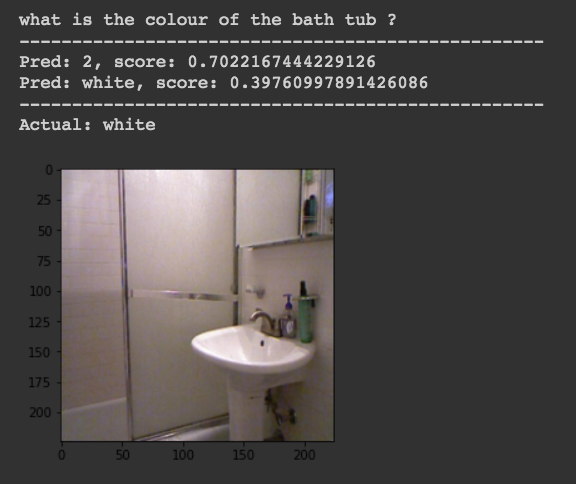 what is the colour of the bath tub ?
--------------------------------------------------
Pred: 2, score: 0.7022167444229126
Pred: white, score: 0.39760997891426086
--------------------------------------------------
Actual: white
0
25
50
75
100
125
150
175
200
0 50 100 150 200